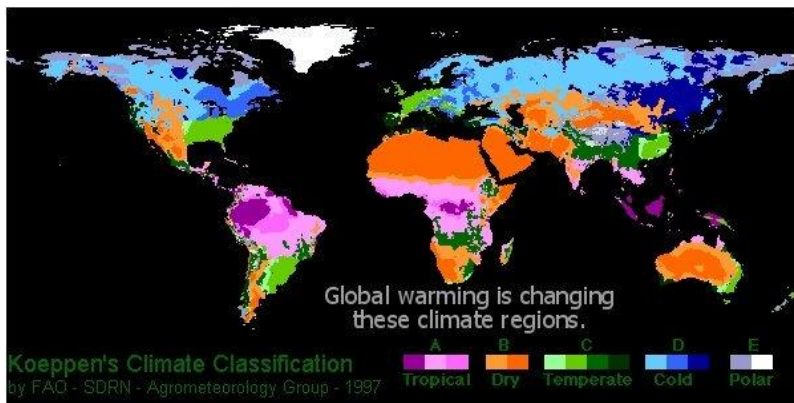 Global warming is changing
these climate regions.
Koeppen's Climate Classification
by FAO - SDRN - Agrometeorology Group - 1997
A B C D E
Tropical Dry Temperate Cold Polar